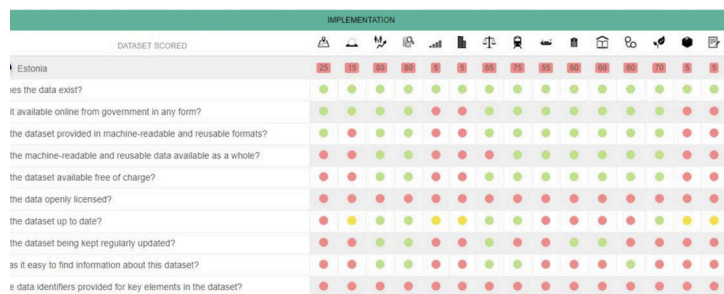 IMPLEMENTATION
DATASET SCORED
Estonia 25 15 80 80 5 5 65 75 55 60 60 60 70 5 5
es the data exist?
it available online from government in any form?
the dataset provided in machine-readable and reusable formats?
the machine-readable and reusable data available as a whole?
the dataset available free of charge?
the data openly licensed?
the dataset up to date?
the dataset being kept regularly updated?
as it easy to find information about this dataset?
e data identifiers provided for key elements in the dataset?